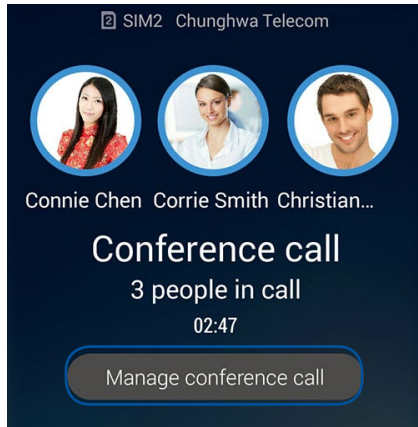 2 SIM2 Chunghwa Telecom
Connie Chen Corrie Smith Christian...
Conference call
3 people in call
02:47
Manage conference call